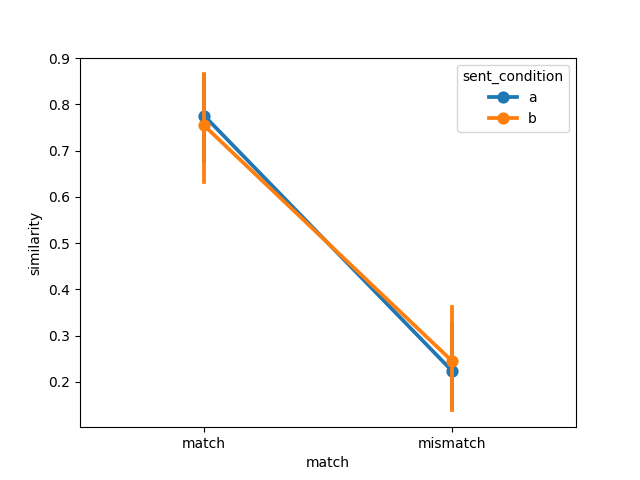 0.9
0.8
0.7
0.6
0.5
0.4
0.3
0.2
similarity
sent_condition
a
b
match
mismatch
match